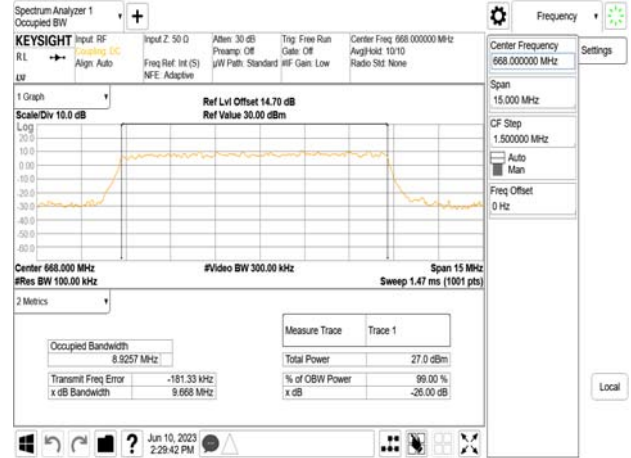 Spectrum Analyzer 1
Occupied BW
Frequency
KEYSIGHT
Input: RF
Coupling: DC
Align: Auto
Input Z: 50 Ω
Freq Ref: Int (S)
NFE: Adaptive
Atten: 30 dB
Preamp: Off
µW Path: Standard
Trig: Free Run
Gate: Off
#IF Gain: Low
Center Freq: 668.000000 MHz
Avg|Hold: 10/10
Radio Std: None
RL
Center Frequency
668.000000 MHz
Settings
Span
15.000 MHz
CF Step
1.500000 MHz
Auto
Man
Freq Offset
0 Hz
Local
1 Graph
Ref Lvl Offset 14.70 dB
Scale/Div 10.0 dB
Ref Value 30.00 dBm
Log
20.0
10.0
0.00
-10.0
-20.0
-30.0
-40.0
-50.0
-60.0
Center 668.000 MHz
#Video BW 300.00 kHz
Span 15 MHz
#Res BW 100.00 kHz
Sweep 1.47 ms (1001 pts)
2 Metrics
Measure Trace
Trace 1
Occupied Bandwidth
8.9257 MHz
Total Power
27.0 dBm
Transmit Freq Error
-181.33 kHz
% of OBW Power
99.00 %
x dB Bandwidth
9.668 MHz
x dB
-26.00 dB
?
Jun 10, 2023
2:29:42 PM